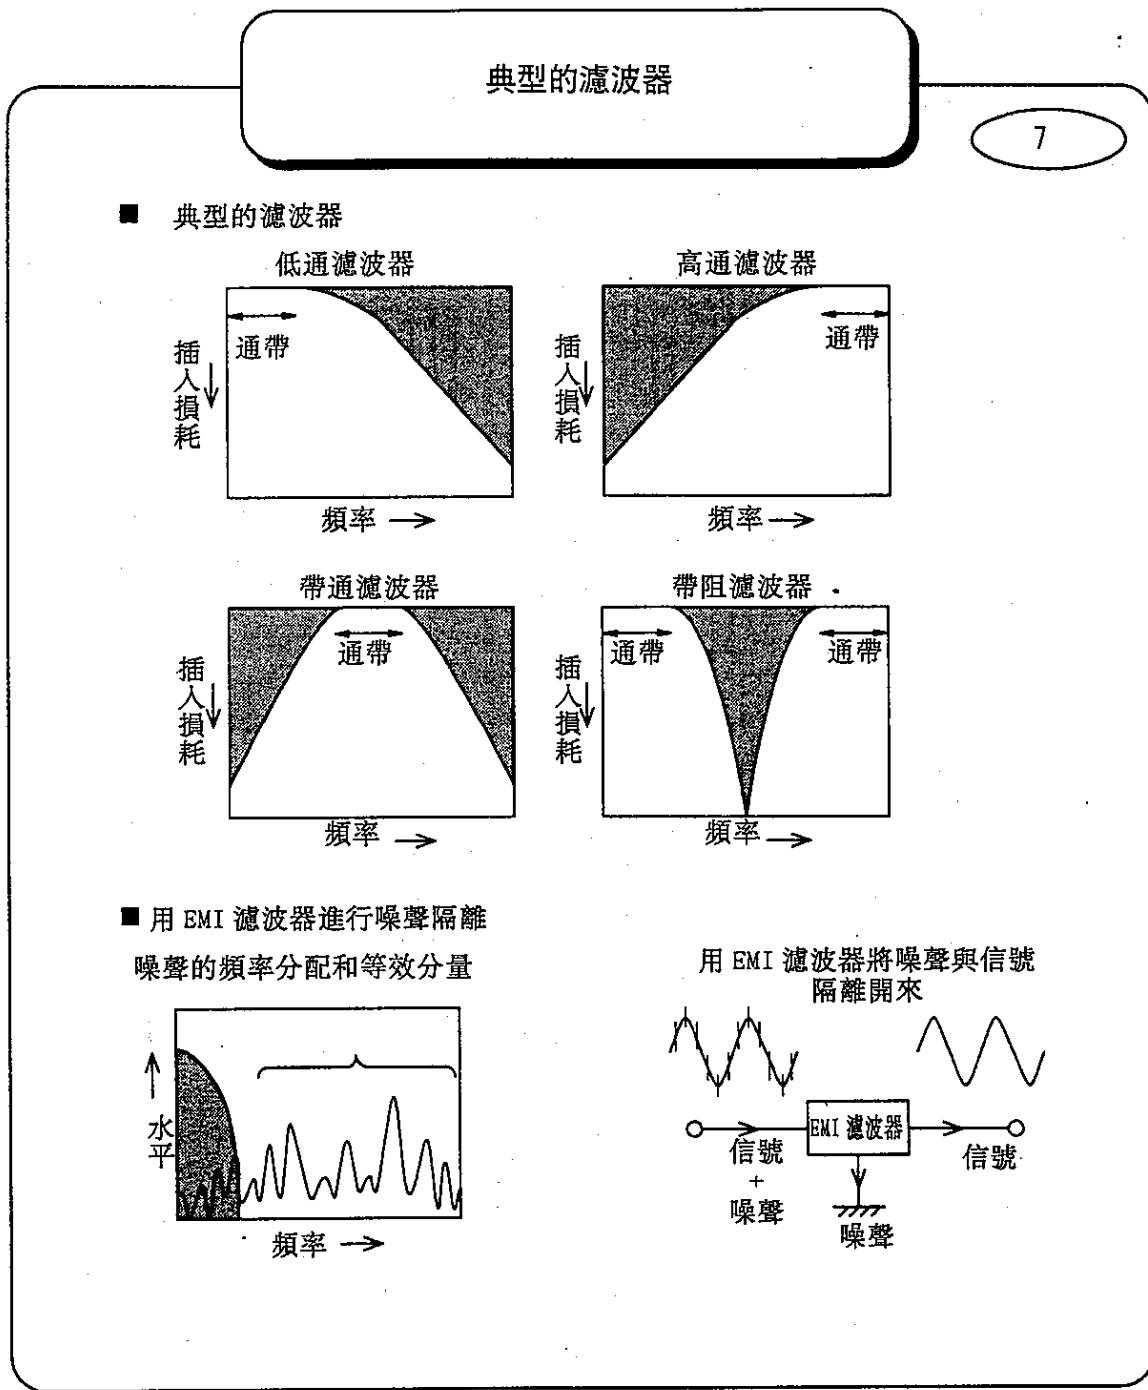 典型的濾波器
7
■ 典型的濾波器
低通濾波器
通帶
插入損耗
頻率
高通濾波器
通帶
插入損耗
頻率
帶通濾波器
通帶
插入損耗
頻率
帶阻濾波器
通帶
通帶
插入損耗
頻率
■ 用 EMI 濾波器進行噪聲隔離
噪聲的頻率分配和等效分量
水平
頻率
用 EMI 濾波器將噪聲與信號
隔離開來
EMI 濾波器
信號
+
噪聲
信號
噪聲